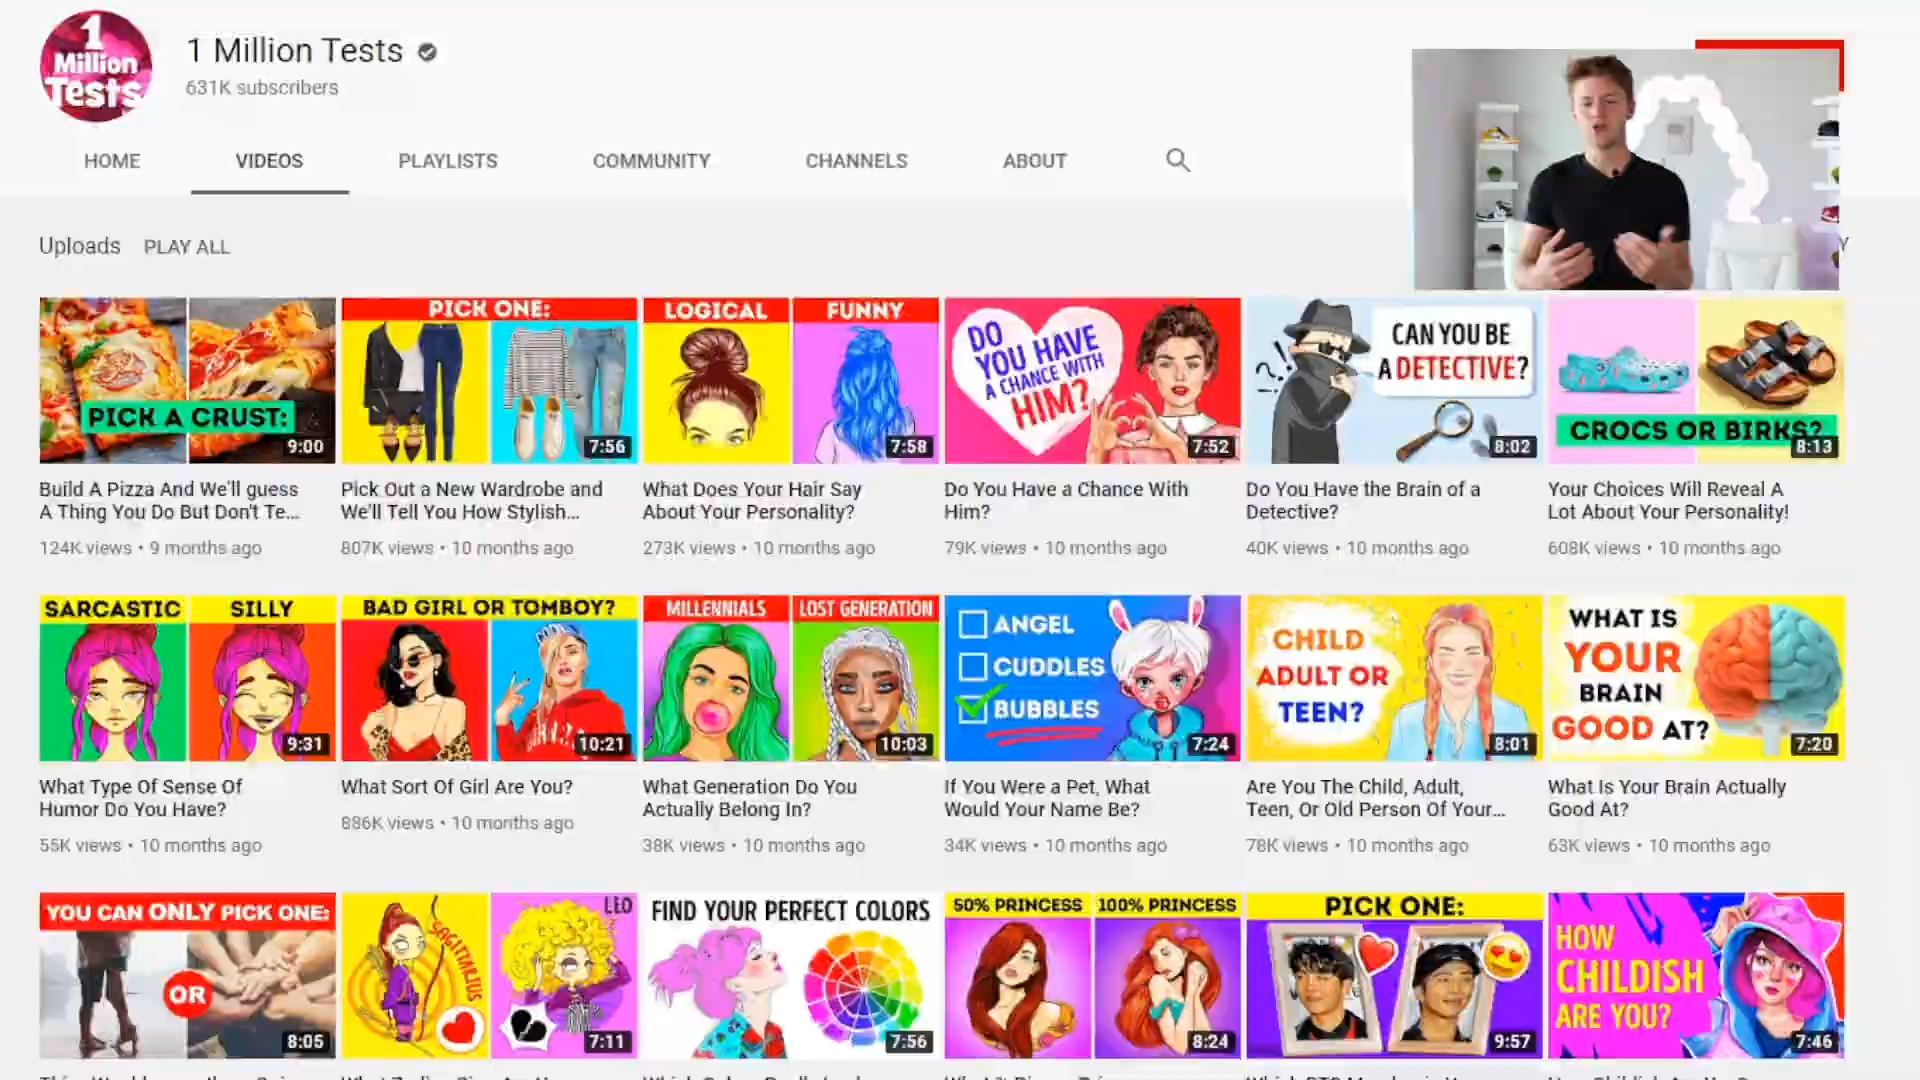 1
Million
Tests
1 Million Tests
631K subscribers
HOME
VIDEOS
PLAYLISTS
COMMUNITY
CHANNELS
ABOUT
Uploads
PLAY ALL
Y
PICK A CRUST:
9:00
Build A Pizza And We'll guess
A Thing You Do But Don't Te...
124K views • 9 months ago
PICK ONE:
7:56
Pick Out a New Wardrobe and
We'll Tell You How Stylish...
807K views • 10 months ago
LOGICAL
FUNNY
7:58
What Does Your Hair Say
About Your Personality?
273K views • 10 months ago
DO
YOU HAVE
A CHANCE WITH
HIM?
7:52
Do You Have a Chance With
Him?
79K views • 10 months ago
?!
CAN YOU BE
A DETECTIVE?
8:02
Do You Have the Brain of a
Detective?
40K views • 10 months ago
CROCS OR BIRKS?
8:13
Your Choices Will Reveal A
Lot About Your Personality!
608K views • 10 months ago
SARCASTIC
SILLY
9:31
What Type Of Sense Of
Humor Do You Have?
55K views • 10 months ago
BAD GIRL OR TOMBOY?
10:21
What Sort Of Girl Are You?
886K views • 10 months ago
MILLENNIALS
LOST GENERATION
10:03
What Generation Do You
Actually Belong In?
38K views • 10 months ago
ANGEL
CUDDLES
BUBBLES
7:24
If You Were a Pet, What
Would Your Name Be?
34K views • 10 months ago
CHILD
ADULT OR
TEEN?
8:01
Are You The Child, Adult,
Teen, Or Old Person Of Your...
78K views • 10 months ago
WHAT IS
YOUR
BRAIN
GOOD AT?
7:20
What Is Your Brain Actually
Good At?
63K views • 10 months ago
YOU CAN ONLY PICK ONE:
OR
8:05
SAGITTARIUS
LEO
7:11
FIND YOUR PERFECT COLORS
7:56
50% PRINCESS
100% PRINCESS
8:24
PICK ONE:
9:57
HOW
CHILDISH
ARE YOU?
7:46